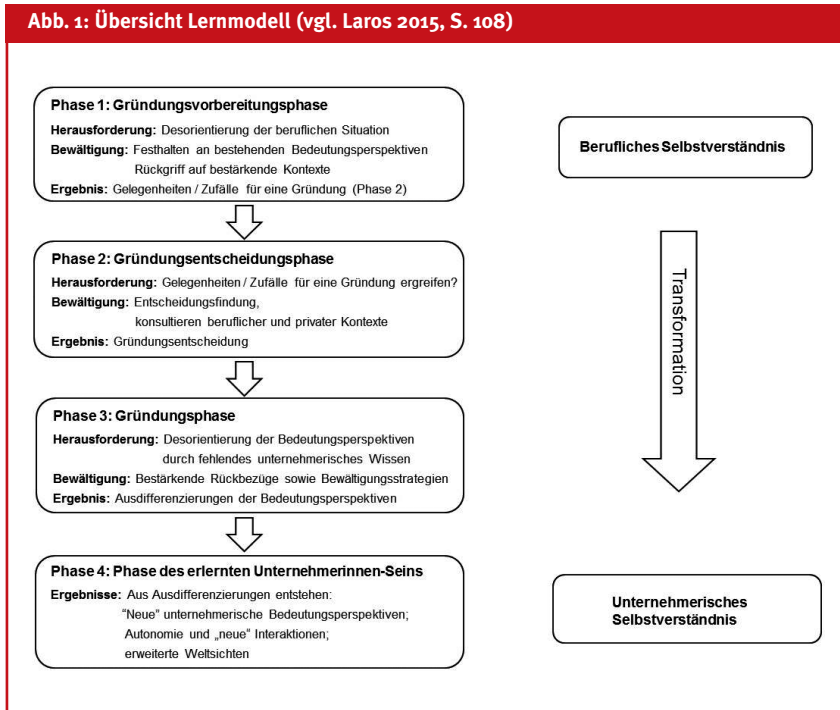 Abb. 1: Übersicht Lernmodell (vgl. Laros 2015, S. 108)
Phase 1: Gründungsvorbereitungsphase
Herausforderung: Desorientierung der beruflichen Situation
Bewältigung: Festhalten an bestehenden Bedeutungsperspektiven
Rückgriff auf bestärkende Kontexte
Ergebnis: Gelegenheiten / Zufälle für eine Gründung (Phase 2)
Phase 2: Gründungsentscheidungsphase
Herausforderung: Gelegenheiten / Zufälle für eine Gründung ergreifen?
Bewältigung: Entscheidungsfindung,
konsultieren beruflicher und privater Kontexte
Ergebnis: Gründungsentscheidung
Phase 3: Gründungsphase
Herausforderung: Desorientierung der Bedeutungsperspektiven
durch fehlendes unternehmerisches Wissen
Bewältigung: Bestärkende Rückbezüge sowie Bewältigungsstrategien
Ergebnis: Ausdifferenzierungen der Bedeutungsperspektiven
Phase 4: Phase des erlernten Unternehmerinnen-Seins
Ergebnisse: Aus Ausdifferenzierungen entstehen:
"Neue" unternehmerische Bedeutungsperspektiven;
Autonomie und „neue" Interaktionen;
erweiterte Weltsichten
Berufliches Selbstverständnis
Transformation
Unternehmerisches
Selbstverständnis